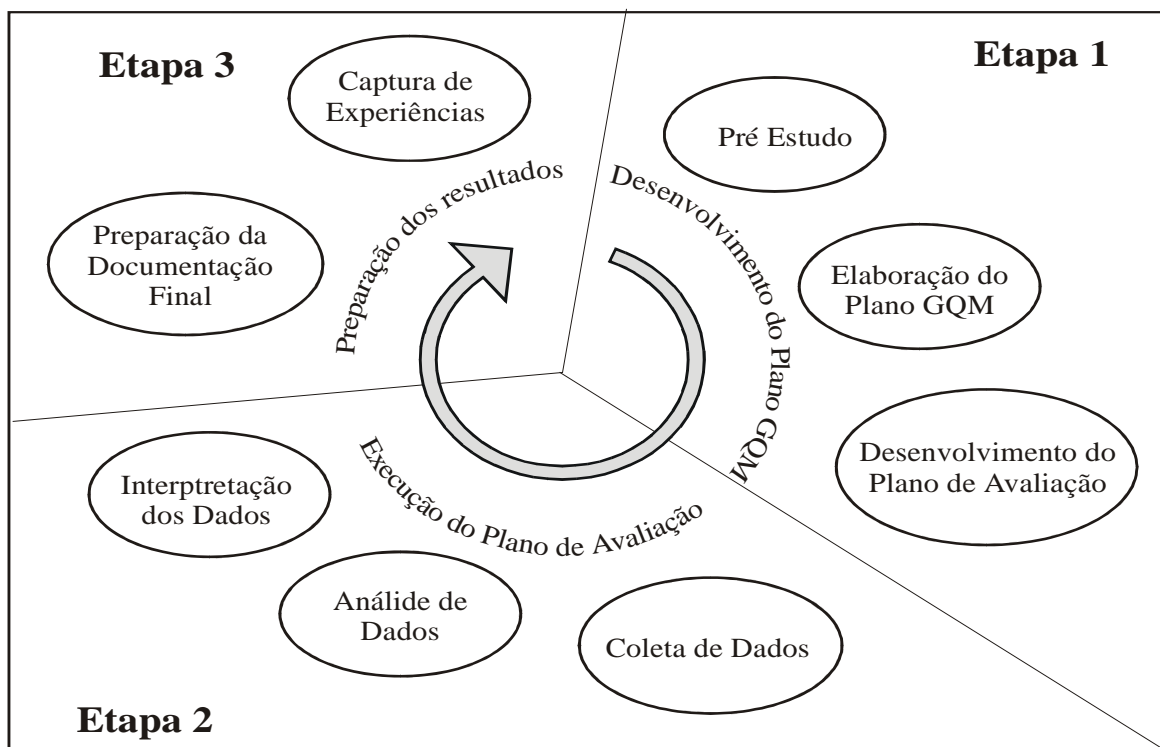 Etapa 3
Captura de
Experiências
Preparação da
Documentação
Final
Preparação dos resultados
Etapa 1
Pré Estudo
Elaboração do
Plano GQM
Desenvolvimento do
Plano de Avaliação
Desenvolvimento do Plano GQM
Execução do Plano de Avaliação
Interptretação
dos Dados
Análide de
Dados
Coleta de Dados
Etapa 2